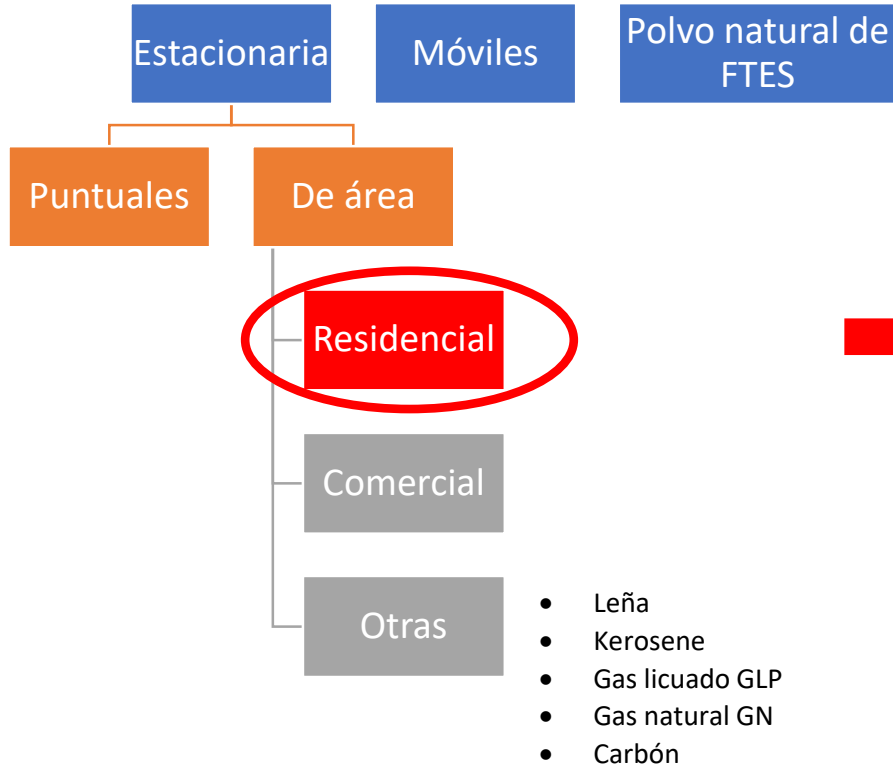 Estacionaria
Móviles
Polvo natural de
FTES
Puntuales
De área
Residencial
Comercial
Otras
• Leña
• Kerosene
• Gas licuado GLP
• Gas natural GN
• Carbón